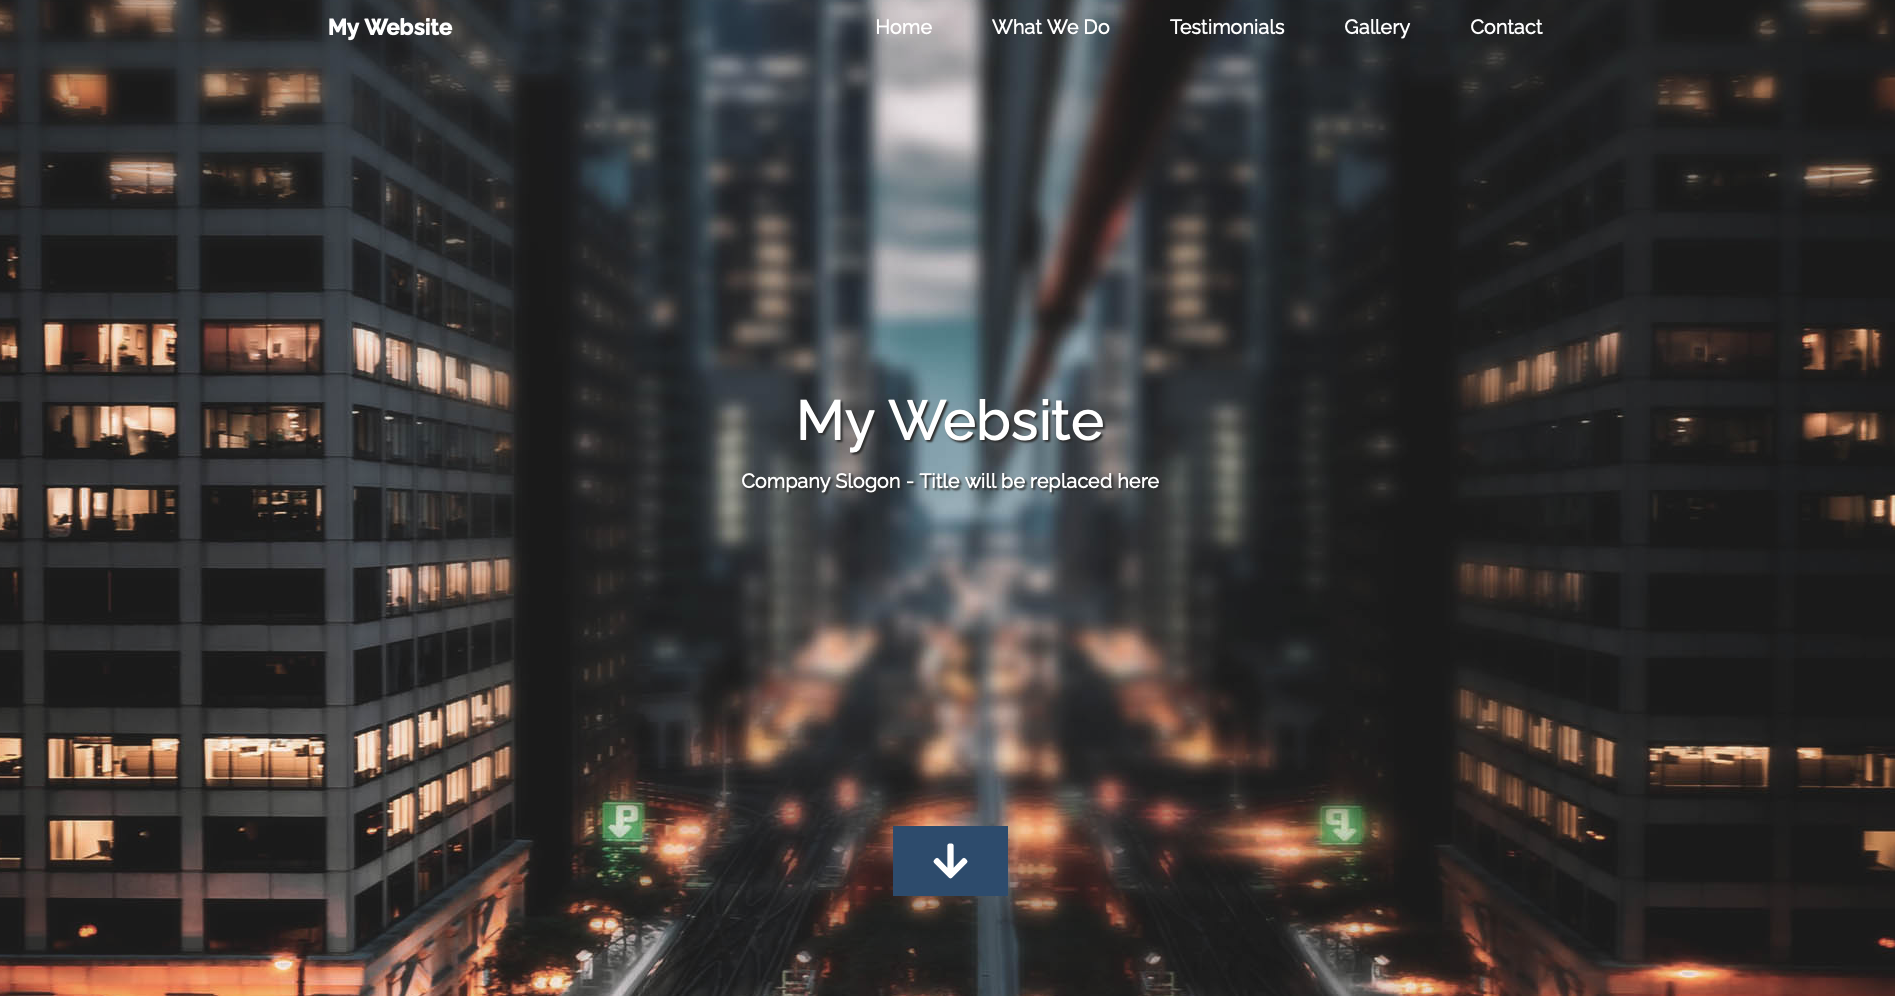 My Website
Home What We Do Testimonials Gallery Contact
My Website
Company Slogon - Title will be replaced here
P